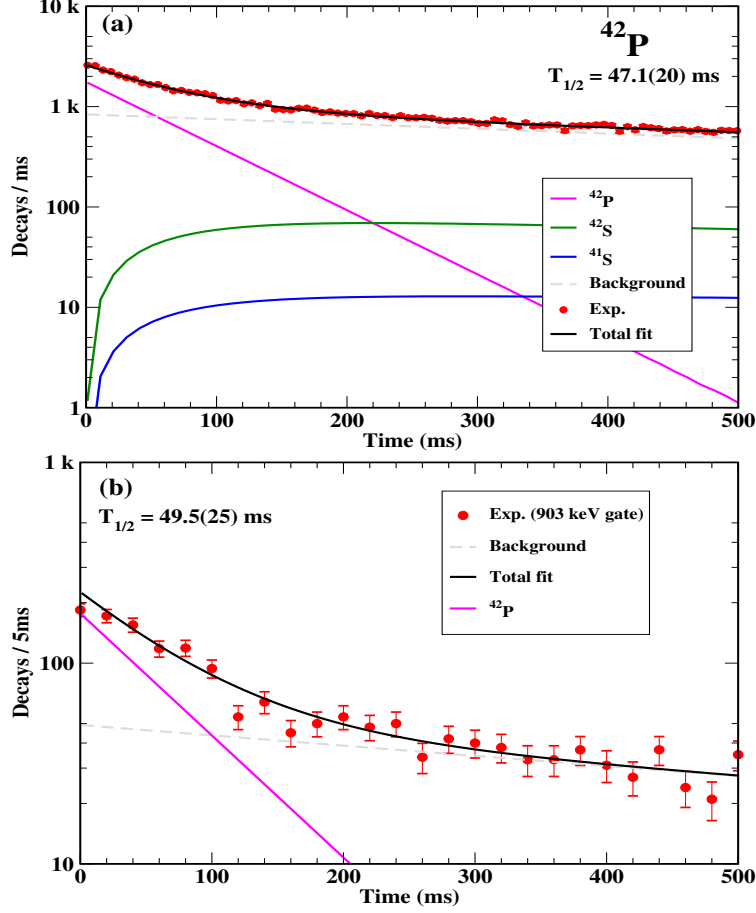 (a)
⁴²P
T₁/₂ = 47.1(20) ms
10 k
1 k
100
10
1
Decays / ms
⁴²P
⁴²S
⁴¹S
Background
Exp.
Total fit
0 100 200 300 400 500
Time (ms)
(b)
T₁/₂ = 49.5(25) ms
1 k
100
10
Decays / 5ms
Exp. (903 keV gate)
Background
Total fit
⁴²P
0 100 200 300 400 500
Time (ms)